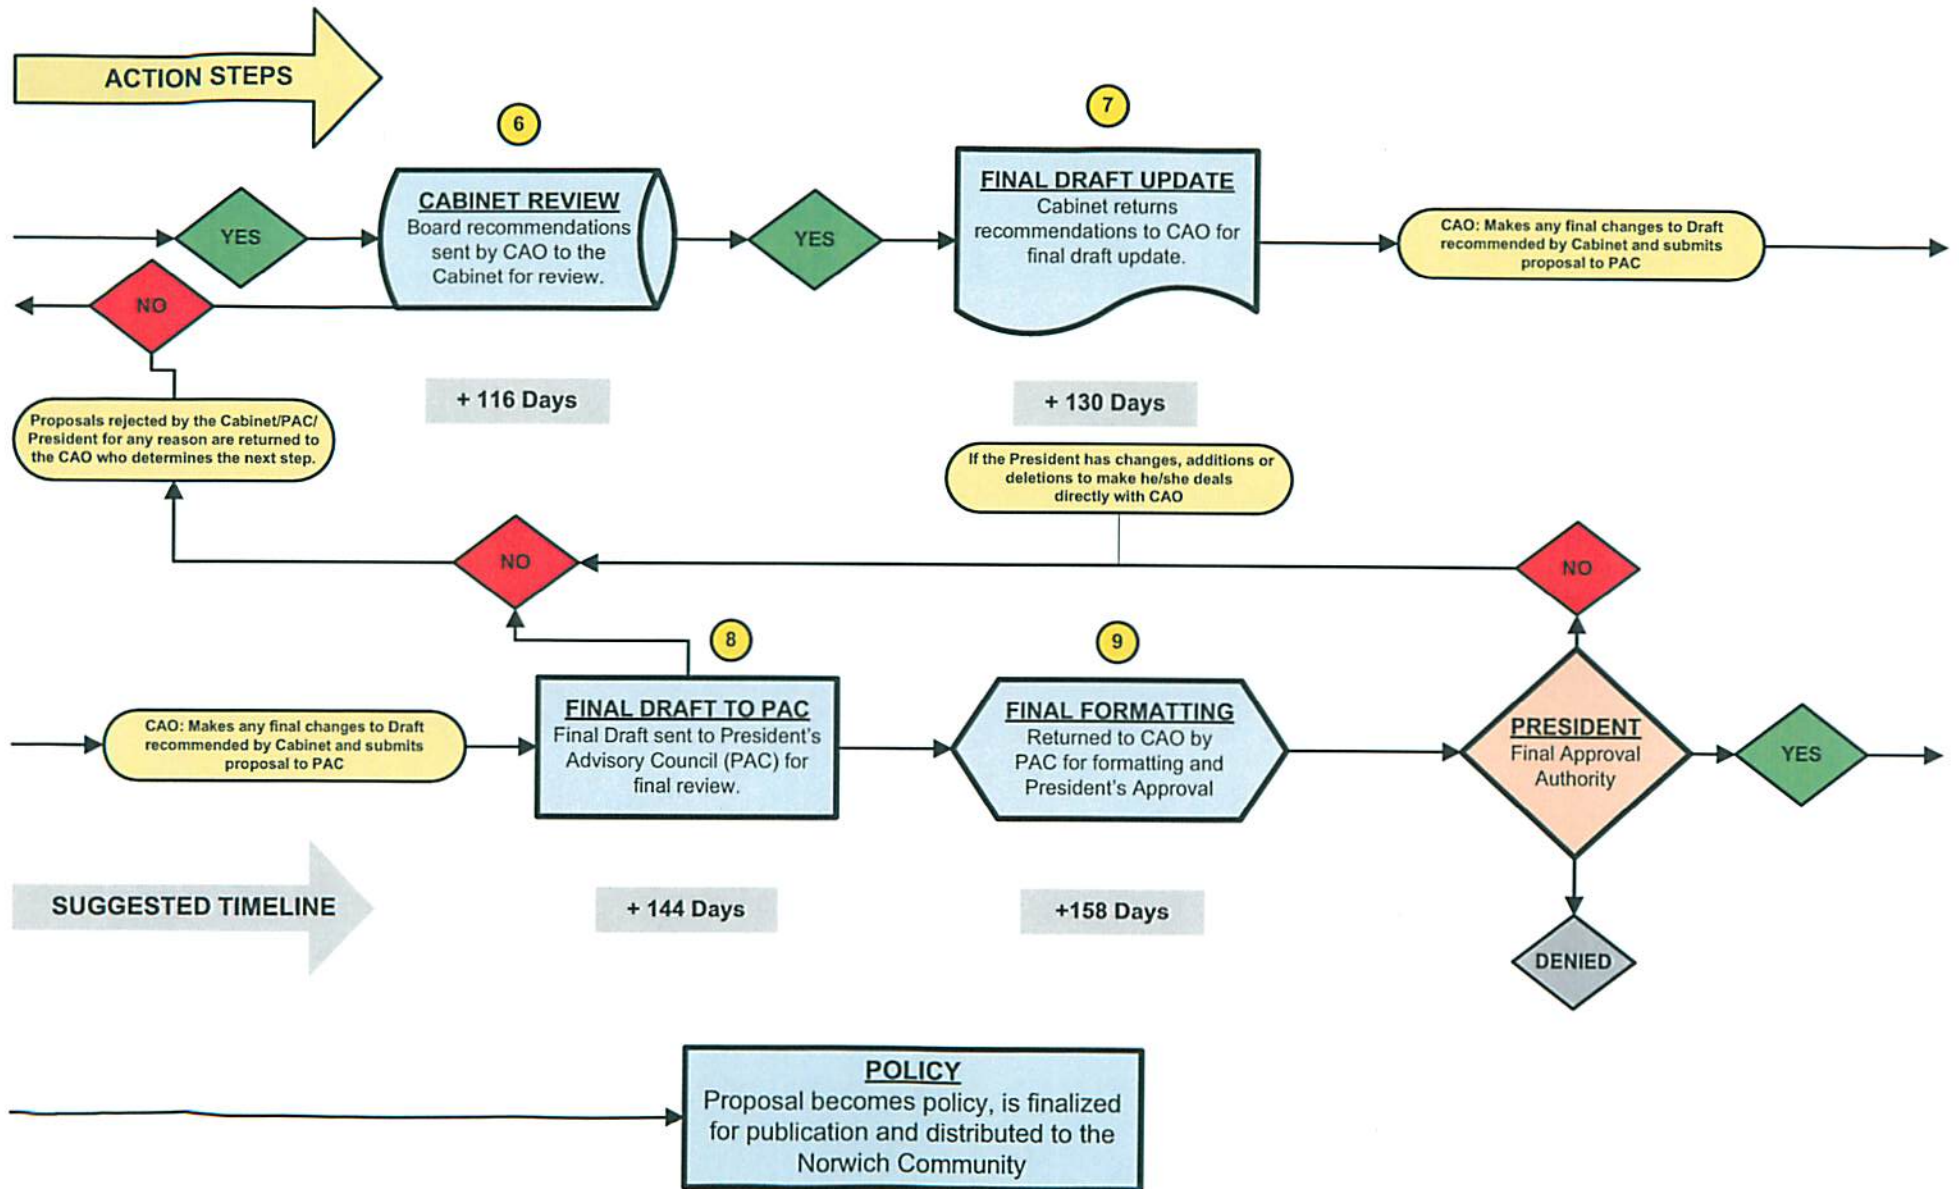 ACTION STEPS
6
7
YES
CABINET REVIEW
Board recommendations
sent by CAO to the
Cabinet for review.
YES
FINAL DRAFT UPDATE
Cabinet returns
recommendations to CAO for
final draft update.
CAO: Makes any final changes to Draft
recommended by Cabinet and submits
proposal to PAC
NO
+ 116 Days
+ 130 Days
Proposals rejected by the Cabinet/PAC/
President for any reason are returned to
the CAO who determines the next step.
If the President has changes, additions or
deletions to make he/she deals
directly with CAO
NO
NO
8
9
CAO: Makes any final changes to Draft
recommended by Cabinet and submits
proposal to PAC
FINAL DRAFT TO PAC
Final Draft sent to President's
Advisory Council (PAC) for
final review.
FINAL FORMATTING
Returned to CAO by
PAC for formatting and
President's Approval
PRESIDENT
Final Approval
Authority
YES
SUGGESTED TIMELINE
+ 144 Days
+158 Days
DENIED
POLICY
Proposal becomes policy, is finalized
for publication and distributed to the
Norwich Community